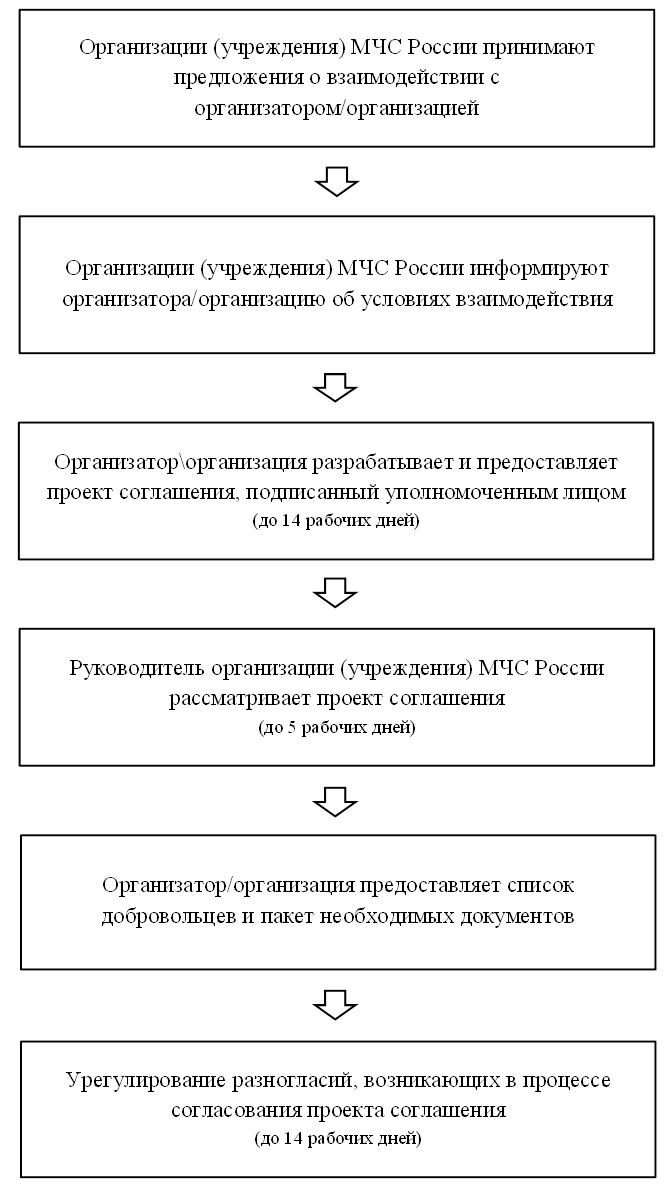 Организации (учреждения) МЧС России принимают
предложения о взаимодействии с
организатором/организацией
Организации (учреждения) МЧС России информируют
организатора/организацию об условиях взаимодействия
Организатор\организация разрабатывает и предоставляет
проект соглашения, подписанный уполномоченным лицом
(до 14 рабочих дней)
Руководитель организации (учреждения) МЧС России
рассматривает проект соглашения
(до 5 рабочих дней)
Организатор/организация предоставляет список
добровольцев и пакет необходимых документов
Урегулирование разногласий, возникающих в процессе
согласования проекта соглашения
(до 14 рабочих дней)